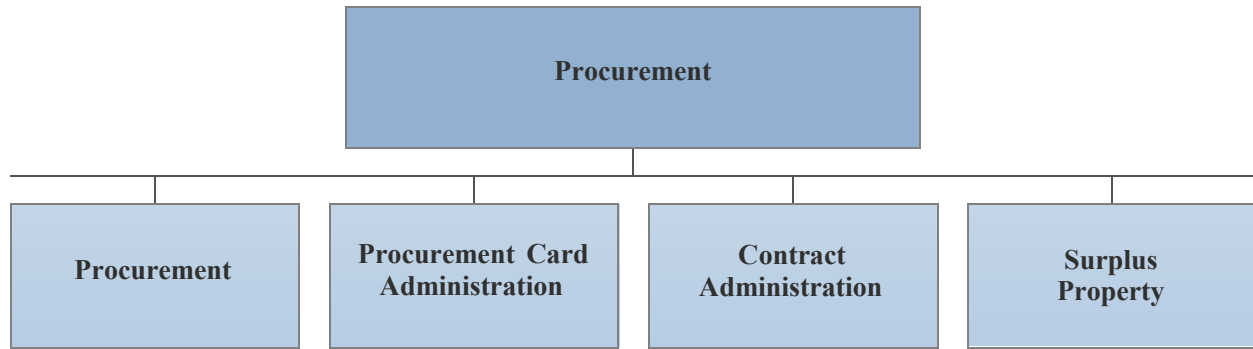 Procurement
Procurement
Procurement Card
Administration
Contract
Administration
Surplus
Property